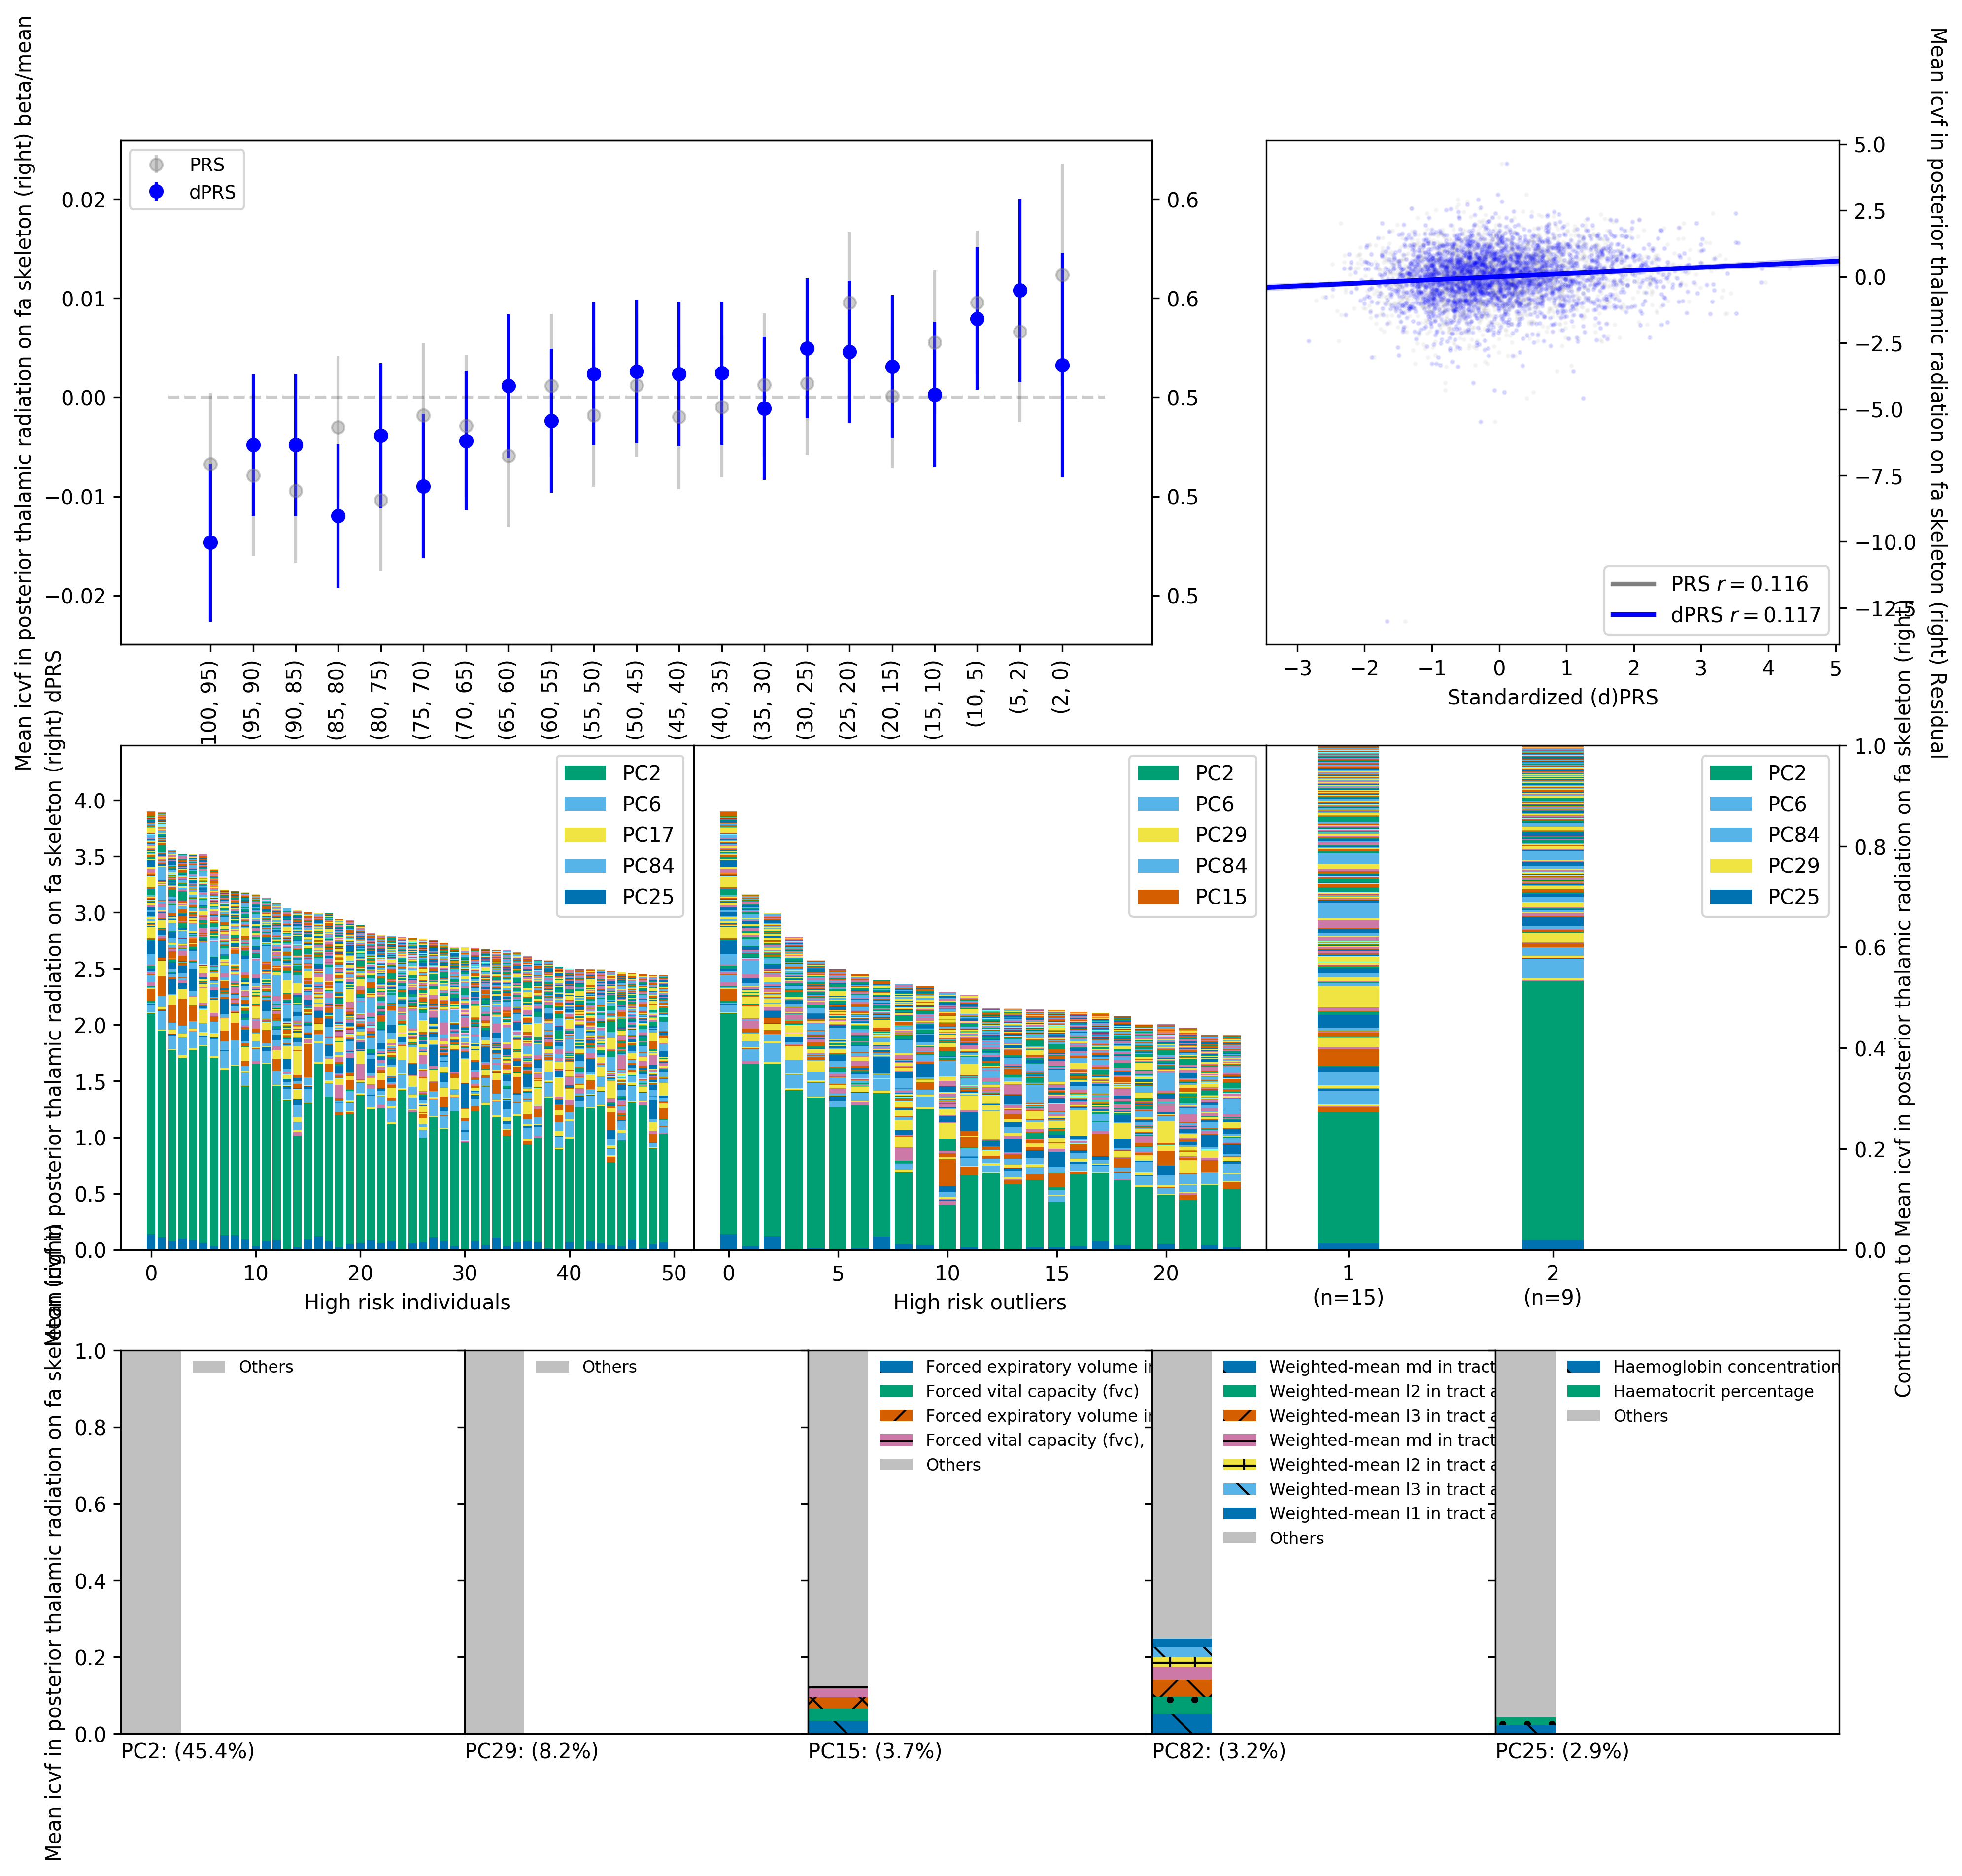 Mean icvf in posterior thalamic radiation on fa skeleton (right) beta/mean
0.02
0.01
0.00
−0.01
−0.02
PRS
dPRS
0.6
0.6
0.5
0.5
0.5
100, 95)
(95, 90)
(90, 85)
(85, 80)
(80, 75)
(75, 70)
(70, 65)
(65, 60)
(60, 55)
(55, 50)
(50, 45)
(45, 40)
(40, 35)
(35, 30)
(30, 25)
(25, 20)
(20, 15)
(15, 10)
(10, 5)
(5, 2)
(2, 0)
Mean icvf in posterior thalamic radiation on fa skeleton (right) Residual
5.0
2.5
0.0
−2.5
−5.0
−7.5
−10.0
−12.5
PRS r = 0.116
dPRS r = 0.117
−3 −2 −1 0 1 2 3 4 5
Standardized (d)PRS
Mean icvf in posterior thalamic radiation on fa skeleton (right) dPRS
4.0
3.5
3.0
2.5
2.0
1.5
1.0
0.5
0.0
PC2
PC6
PC17
PC84
PC25
0 10 20 30 40 50
High risk individuals
PC2
PC6
PC29
PC84
PC15
0 5 10 15 20
High risk outliers
PC2
PC6
PC84
PC29
PC25
1
(n=15)
2
(n=9)
1.0
0.8
0.6
0.4
0.2
0.0
Contribution to Mean icvf in posterior thalamic radiation on fa skeleton (right)
Mean icvf in posterior thalamic radiation on fa skeleton (right)
1.0
0.8
0.6
0.4
0.2
0.0
Others
PC2: (45.4%)
Others
PC29: (8.2%)
Forced expiratory volume in
Forced vital capacity (fvc)
Forced expiratory volume in
Forced vital capacity (fvc),
Others
PC15: (3.7%)
Weighted-mean md in tract
Weighted-mean l2 in tract a
Weighted-mean l3 in tract a
Weighted-mean md in tract
Weighted-mean l2 in tract a
Weighted-mean l3 in tract a
Weighted-mean l1 in tract a
Others
PC82: (3.2%)
Haemoglobin concentration
Haematocrit percentage
Others
PC25: (2.9%)